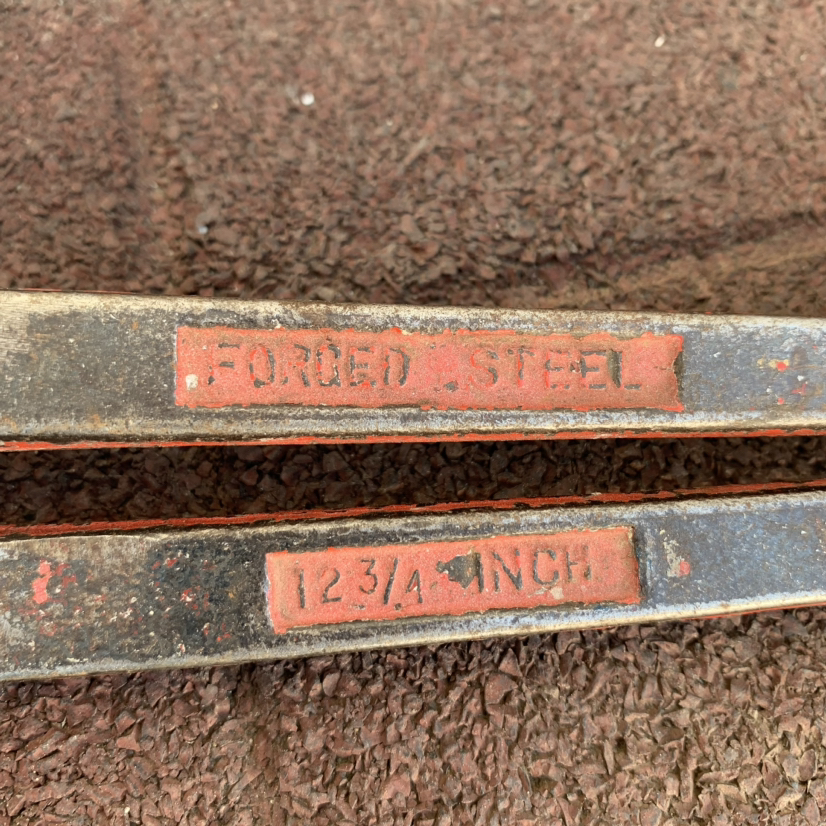 FORGED STEEL
12 3/4 INCH